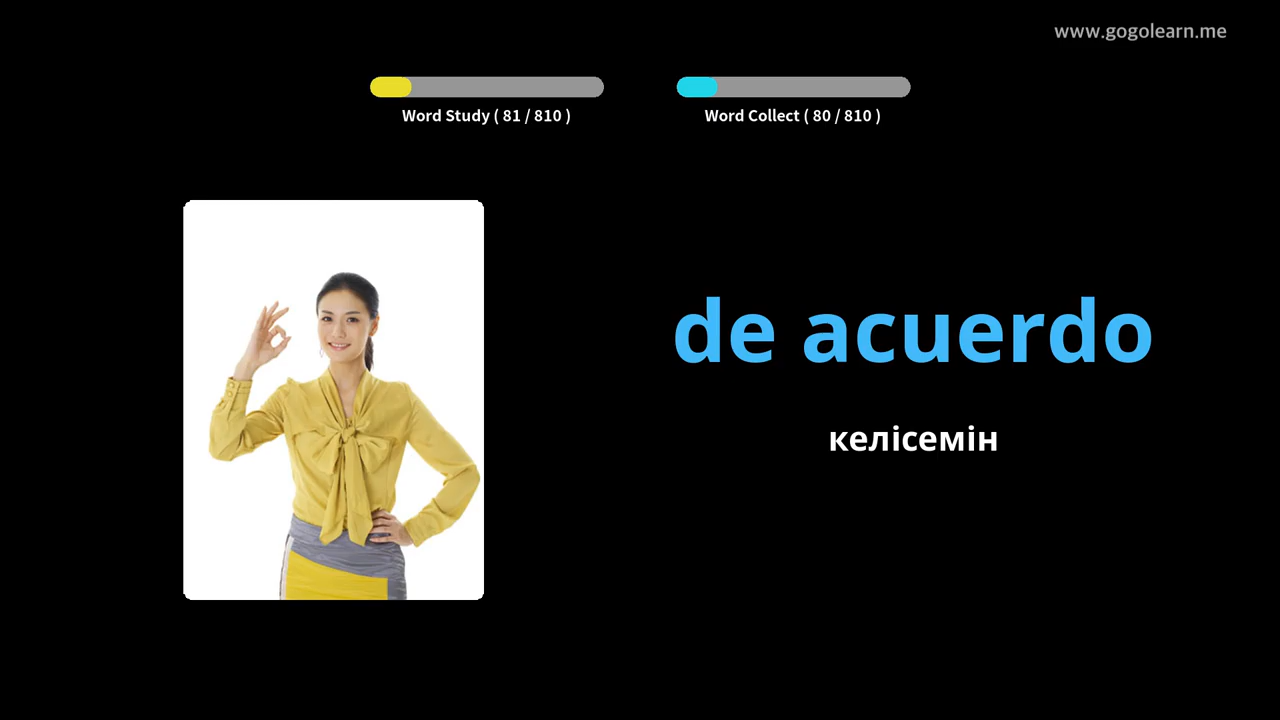 www.gogolearn.me
Word Study ( 81 / 810 )
Word Collect ( 80 / 810 )
de acuerdo
келісемін